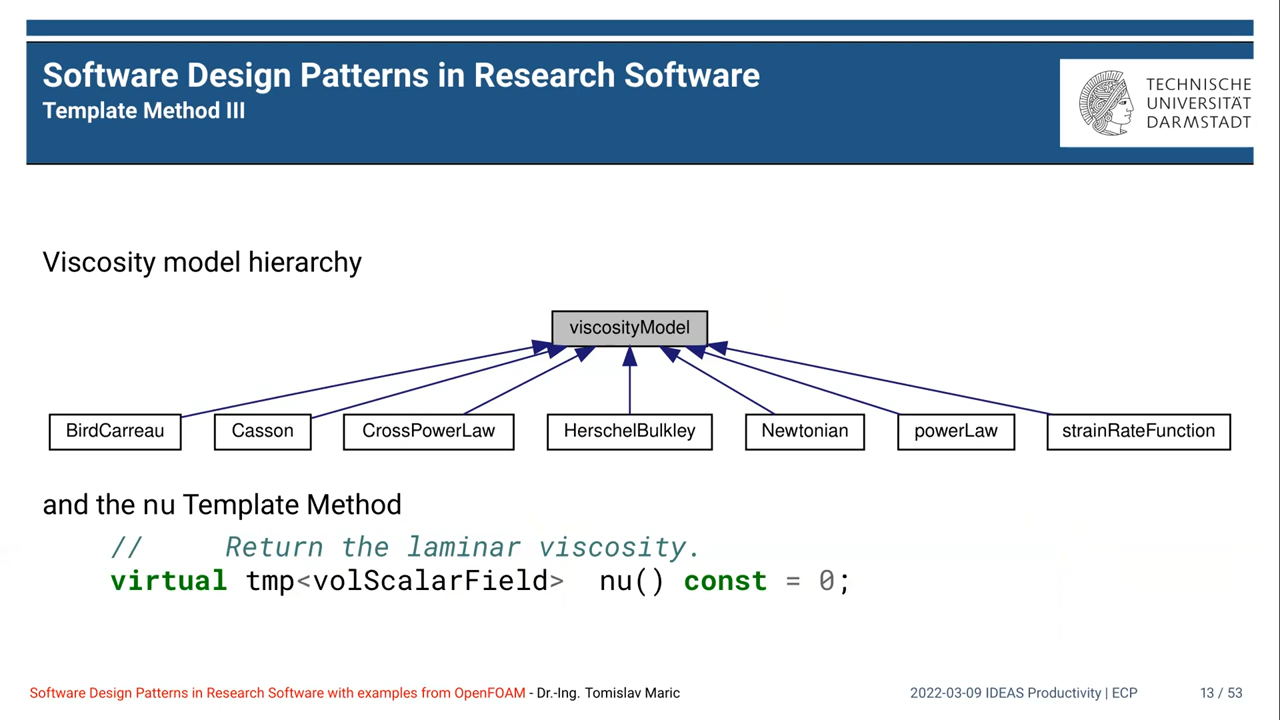 Software Design Patterns in Research Software
Template Method III
TECHNISCHE
UNIVERSITÄT
DARMSTADT
Viscosity model hierarchy
viscosityModel
BirdCarreau Casson CrossPowerLaw HerschelBulkley Newtonian powerLaw strainRateFunction
and the nu Template Method
// Return the laminar viscosity.
virtual tmp<volScalarField> nu() const = 0;
Software Design Patterns in Research Software with examples from OpenFOAM - Dr.-Ing. Tomislav Maric 2022-03-09 IDEAS Productivity | ECP 13 / 53